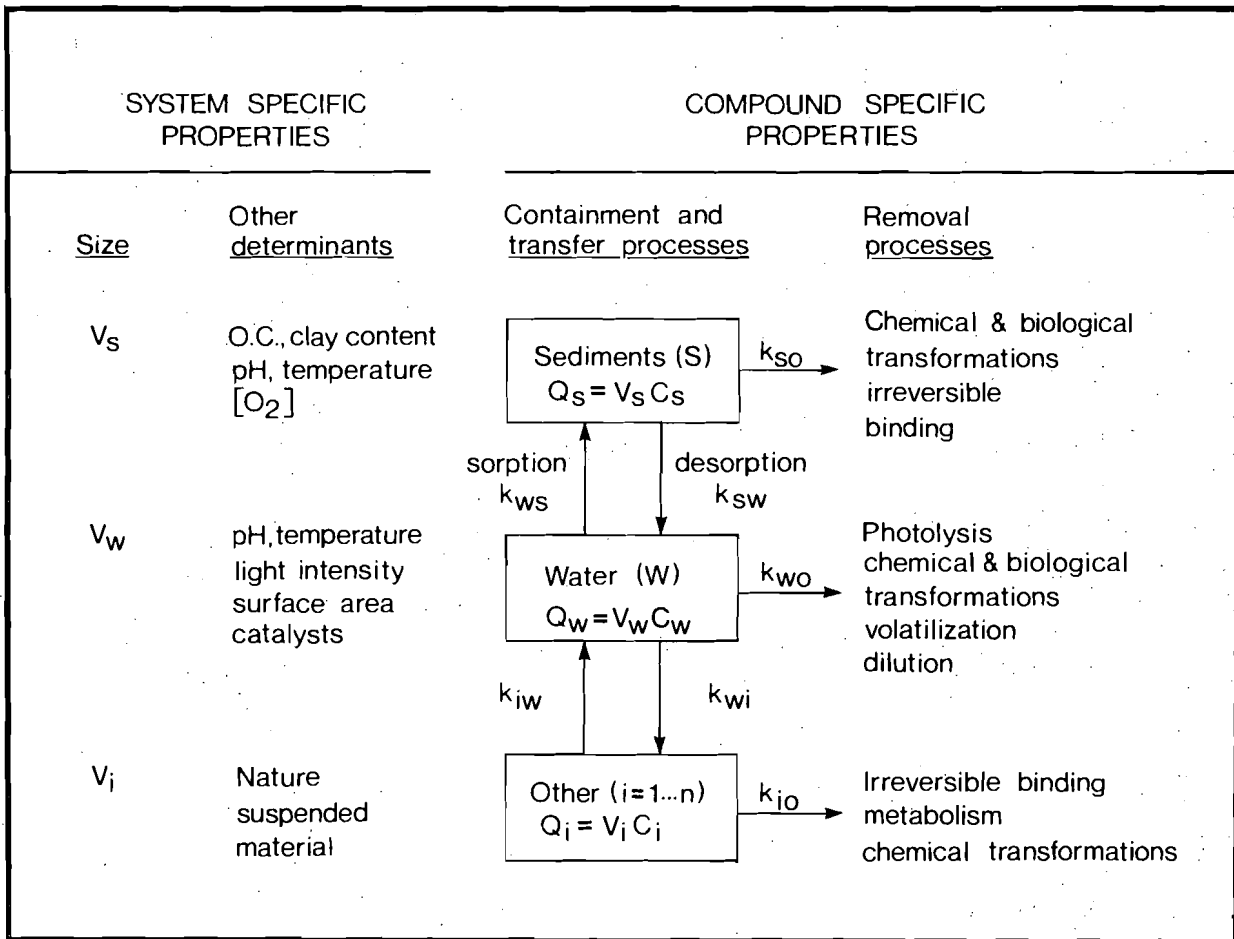 SYSTEM SPECIFIC
PROPERTIES
COMPOUND SPECIFIC
PROPERTIES
Size
Other
determinants
Containment and
transfer processes
Removal
processes
Vs
O.C., clay content
pH, temperature
[O2]
Sediments (S)
Qs = Vs Cs
kso
Chemical & biological
transformations
irreversible
binding
sorption
kws
desorption
ksw
Vw
pH, temperature
light intensity
surface area
catalysts
Water (W)
Qw = Vw Cw
kwo
Photolysis
chemical & biological
transformations
volatilization
dilution
kiw
kwi
Vi
Nature
suspended
material
Other (i = 1...n)
Qi = Vi Ci
kio
Irreversible binding
metabolism
chemical transformations